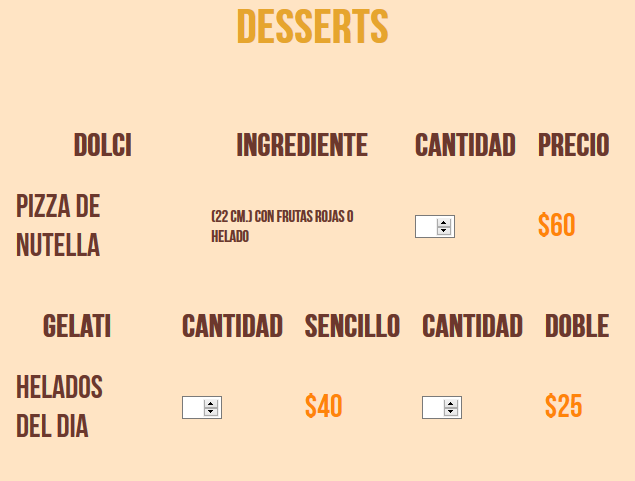 DESSERTS
DOLCI INGREDIENTE CANTIDAD PRECIO
PIZZA DE
NUTELLA
(22 CM.) CON FRUTAS ROJAS O
HELADO
$60
GELATI CANTIDAD SENCILLO CANTIDAD DOBLE
HELADOS
DEL DIA
$40 $25